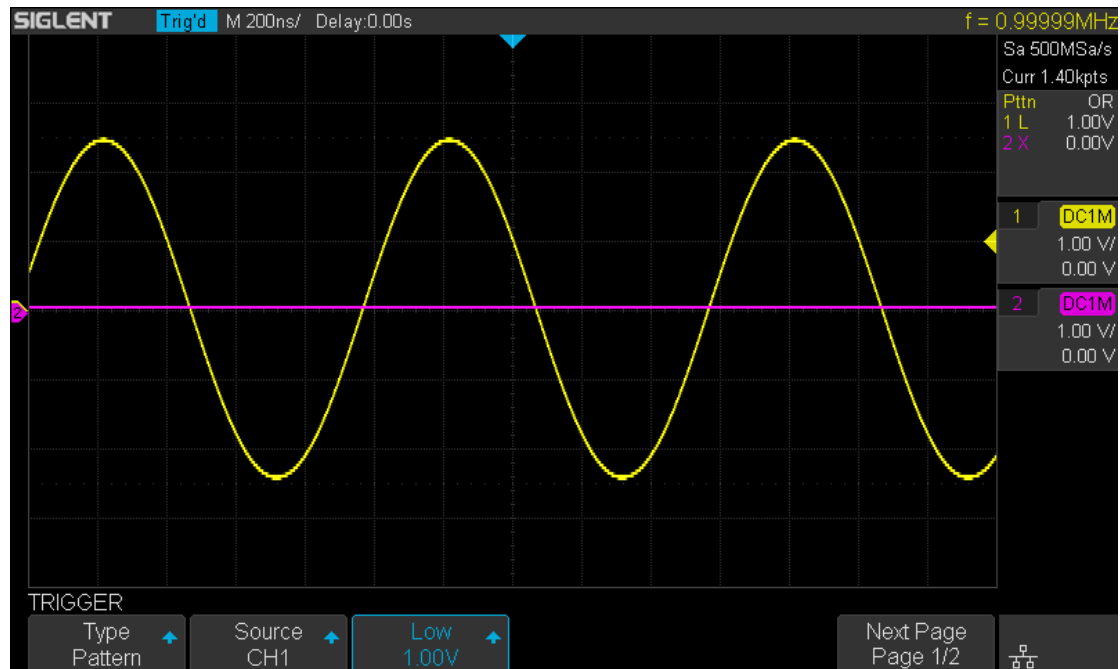 SIGLENT Trig'd M 200ns/ Delay:0.00s f = 0.99999MHz
Sa 500MSa/s
Curr 1.40kpts
Pttn OR
1 L 1.00V
2 X 0.00V
1 DC1M
1.00 V/
0.00 V
2
2 DC1M
1.00 V/
0.00 V
TRIGGER
Type
Pattern
Source
CH1
Low
1.00V
Next Page
Page 1/2